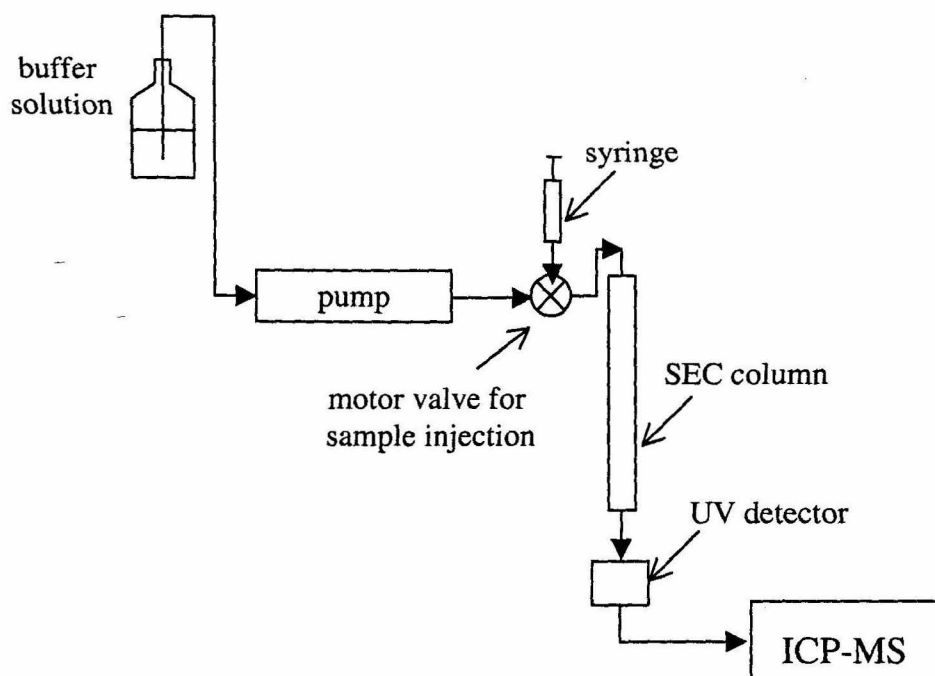 buffer
solution
syringe
pump
motor valve for
sample injection
SEC column
UV detector
ICP-MS